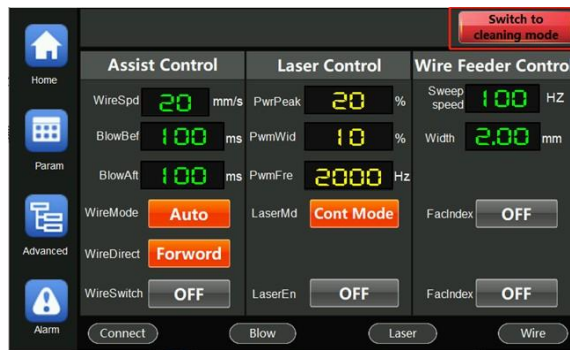 Switch to
cleaning mode
Home
Param
Advanced
Alarm
Assist Control
WireSpd 20 mm/s
BlowBef 100 ms
BlowAft 100 ms
WireMode Auto
WireDirect Forword
WireSwitch OFF
Laser Control
PwrPeak 20 %
PwmWid 10 %
PwmFre 2000 Hz
LaserMd Cont Mode
LaserEn OFF
Wire Feeder Contro
Sweep
speed 100 HZ
Width 2.00 mm
FacIndex OFF
FacIndex OFF
Connect Blow Laser Wire